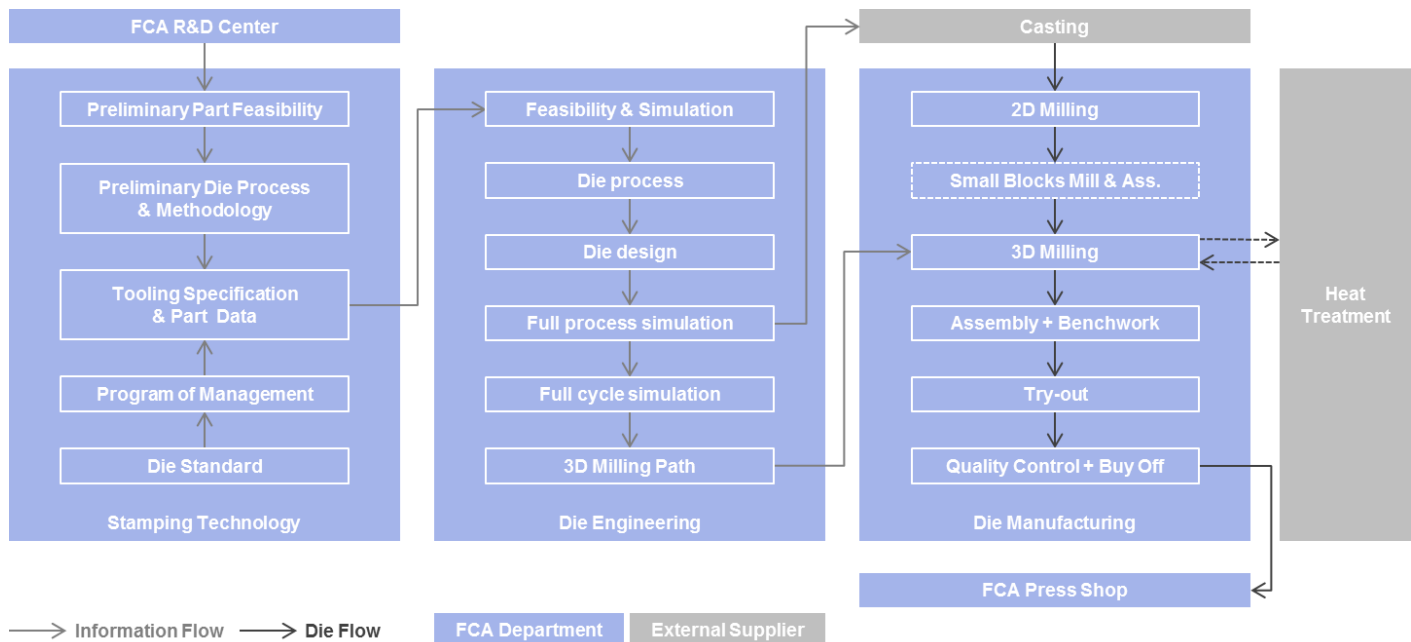 FCA R&D Center
Preliminary Part Feasibility
Preliminary Die Process
& Methodology
Tooling Specification
& Part Data
Program of Management
Die Standard
Stamping Technology
Feasibility & Simulation
Die process
Die design
Full process simulation
Full cycle simulation
3D Milling Path
Die Engineering
Casting
2D Milling
Small Blocks Mill & Ass.
3D Milling
Assembly + Benchwork
Try-out
Quality Control + Buy Off
Die Manufacturing
Heat
Treatment
FCA Press Shop
Information Flow
Die Flow
FCA Department
External Supplier